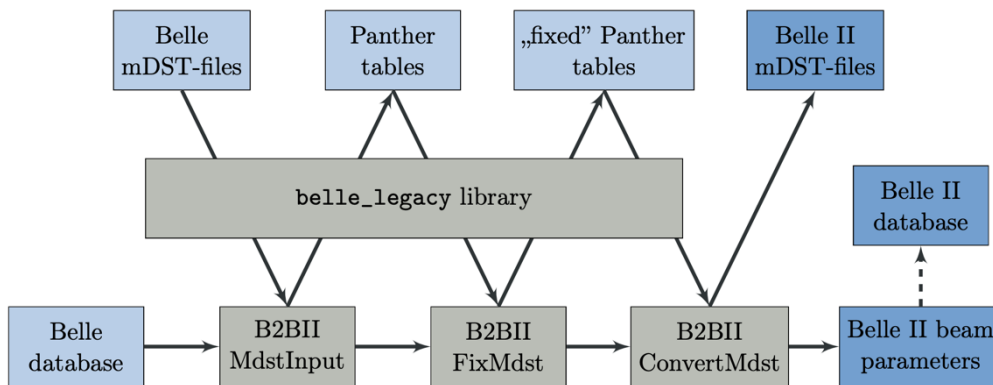 Belle
mDST-files
Panther
tables
„fixed” Panther
tables
Belle II
mDST-files
belle_legacy library
Belle II
database
Belle
database
B2BII
MdstInput
B2BII
FixMdst
B2BII
ConvertMdst
Belle II beam
parameters